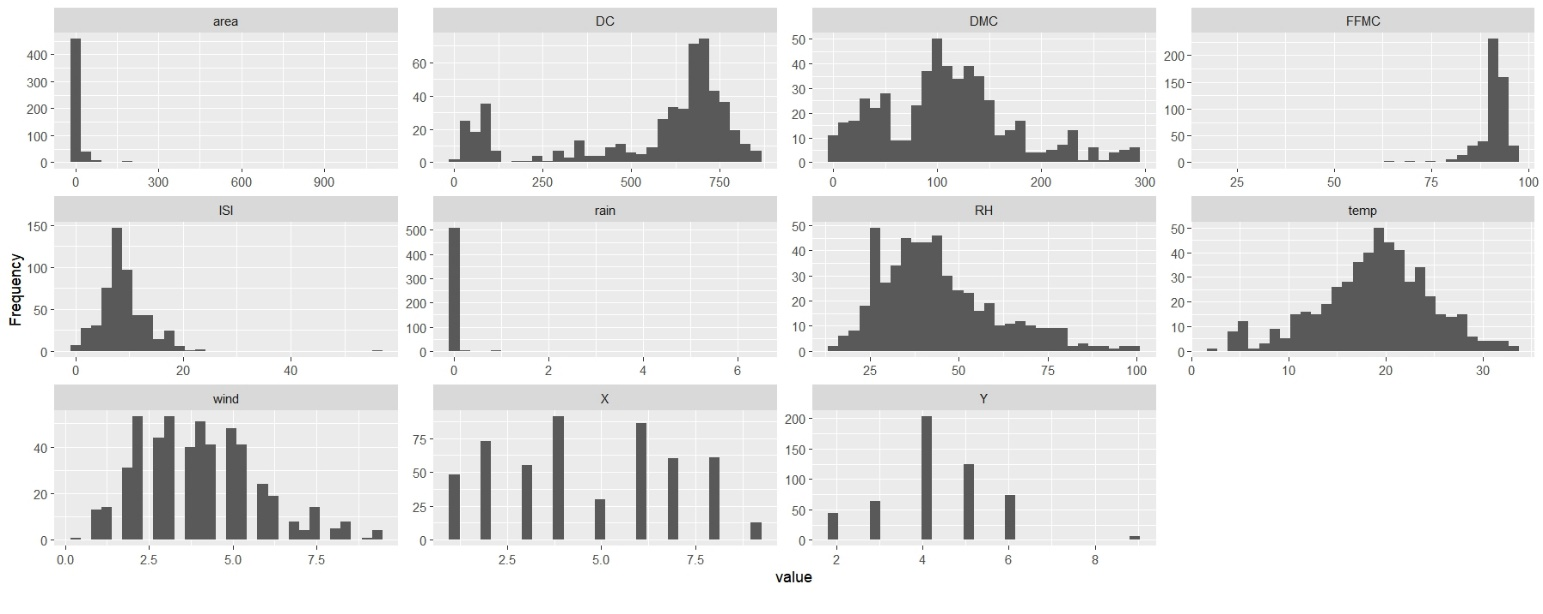 area DC DMC FFMC
400 300 200 100 0
60 40 20 0
50 40 30 20 10 0
200 150 100 50 0
0 300 600 900
0 250 500 750
0 100 200 300
25 50 75 100
ISI rain RH temp
150 100 50 0
500 400 300 200 100 0
50 40 30 20 10 0
50 40 30 20 10 0
0 20 40
0 2 4 6
25 50 75 100
0 10 20 30
Frequency
wind X Y
40 20 0
75 50 25 0
200 150 100 50 0
0.0 2.5 5.0 7.5
2.5 5.0 7.5
2 4 6 8
value